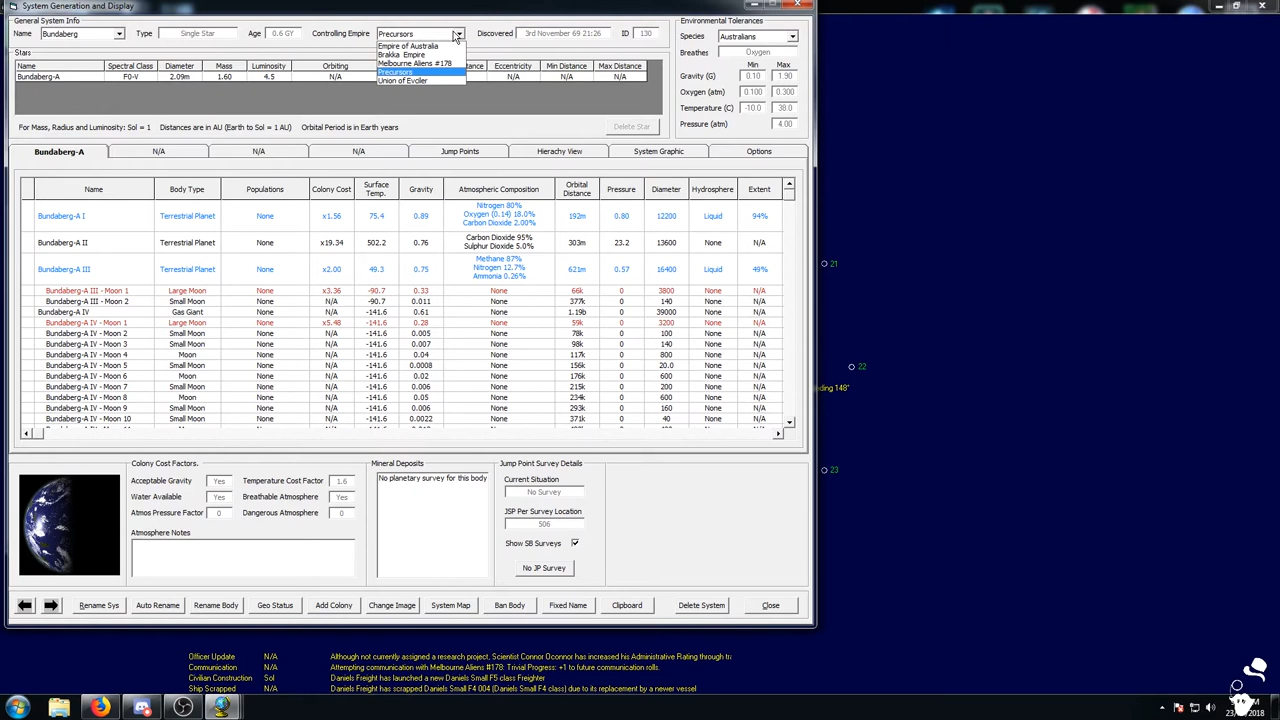 System Generation and Display
General System Info
Name Bundaberg Type Single Star Age 0.6 GY Controlling Empire Precursors Discovered 3rd November 69 21:26 ID 130
Empire of Australia
Brakka Empire
Melbourne Aliens #178
Precursors
Union of Evciler
Environmental Tolerances
Species Australians
Breathes Oxygen
Min Max
Gravity (G) 0.10 1.90
Oxygen (atm) 0.100 0.300
Temperature (C) -10.0 38.0
Pressure (atm) 4.00
Stars
Name Spectral Class Diameter Mass Luminosity Orbiting Eccentricity Min Distance Max Distance
Bundaberg-A F0-V 2.09m 1.60 4.5 N/A N/A N/A N/A
For Mass, Radius and Luminosity: Sol = 1 Distances are in AU (Earth to Sol = 1 AU) Orbital Period is in Earth years Delete Star
Bundaberg-A N/A N/A N/A Jump Points Hierachy View System Graphic Options
Name Body Type Populations Colony Cost Surface Temp. Gravity Atmospheric Composition Orbital Distance Pressure Diameter Hydrosphere Extent
Bundaberg-A I Terrestrial Planet None x1.56 75.4 0.89 Nitrogen 80% Oxygen (0.14) 18.0% Carbon Dioxide 2.00% 192m 0.80 12200 Liquid 94%
Bundaberg-A II Terrestrial Planet None x19.34 502.2 0.76 Carbon Dioxide 95% Sulphur Dioxide 5.0% 303m 23.2 13600 None N/A
Bundaberg-A III Terrestrial Planet None x2.00 49.3 0.75 Methane 87% Nitrogen 12.7% Ammonia 0.26% 621m 0.57 16400 Liquid 49%
Bundaberg-A III - Moon 1 Large Moon None x3.36 -90.7 0.33 None 66k 0 3800 None N/A
Bundaberg-A III - Moon 2 Small Moon None N/A -90.7 0.011 None 377k 0 140 None N/A
Bundaberg-A IV Gas Giant None N/A -141.6 0.61 None 1.19b 0 39000 None N/A
Bundaberg-A IV - Moon 1 Large Moon None x5.48 -141.6 0.28 None 59k 0 3200 None N/A
Bundaberg-A IV - Moon 2 Small Moon None N/A -141.6 0.005 None 78k 0 100 None N/A
Bundaberg-A IV - Moon 3 Small Moon None N/A -141.6 0.007 None 98k 0 140 None N/A
Bundaberg-A IV - Moon 4 Moon None N/A -141.6 0.04 None 117k 0 800 None N/A
Bundaberg-A IV - Moon 5 Small Moon None N/A -141.6 0.0008 None 156k 0 20.0 None N/A
Bundaberg-A IV - Moon 6 Moon None N/A -141.6 0.02 None 176k 0 600 None N/A
Bundaberg-A IV - Moon 7 Small Moon None N/A -141.6 0.006 None 215k 0 200 None N/A
Bundaberg-A IV - Moon 8 Moon None N/A -141.6 0.05 None 234k 0 600 None N/A
Bundaberg-A IV - Moon 9 Small Moon None N/A -141.6 0.006 None 293k 0 160 None N/A
Bundaberg-A IV - Moon 10 Small Moon None N/A -141.6 0.0022 None 371k 0 40 None N/A
Colony Cost Factors.
Acceptable Gravity Yes Temperature Cost Factor 1.6
Water Available Yes Breathable Atmosphere Yes
Atmos Pressure Factor 0 Dangerous Atmosphere 0
Atmosphere Notes
Mineral Deposits
No planetary survey for this body
Jump Point Survey Details
Current Situation
No Survey
JSP Per Survey Location
506
Show SB Surveys
No JP Survey
Rename Sys Auto Rename Rename Body Geo Status Add Colony Change Image System Map Ban Body Fixed Name Clipboard Delete System Close
21
22
148°
23
Officer Update N/A Although not currently assigned a research project, Scientist Connor Oconnor has increased his Administrative Rating through
Communication N/A Attempting communication with Melbourne Aliens #178: Trivial Progress: +1 to future communication rolls.
Civilian Construction Sol Daniels Freight has launched a new Daniels Small F5 class Freighter
Ship Scrapped N/A Daniels Freight has scrapped Daniels Small F4 004 (Daniels Small F4 class) due to its replacement by a newer vessel